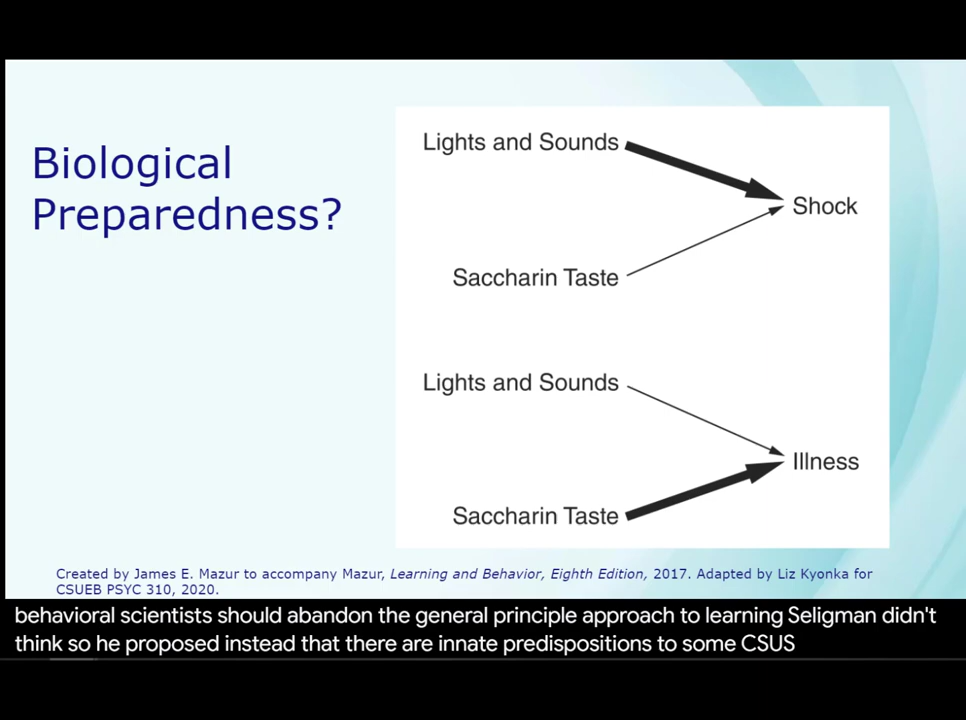 Biological
Preparedness?
Lights and Sounds
Shock
Saccharin Taste
Lights and Sounds
Illness
Saccharin Taste
Created by James E. Mazur to accompany Mazur, Learning and Behavior, Eighth Edition, 2017. Adapted by Liz Kyonka for
CSUEB PSYC 310, 2020.
behavioral scientists should abandon the general principle approach to learning Seligman didn't
think so he proposed instead that there are innate predispositions to some CSUS